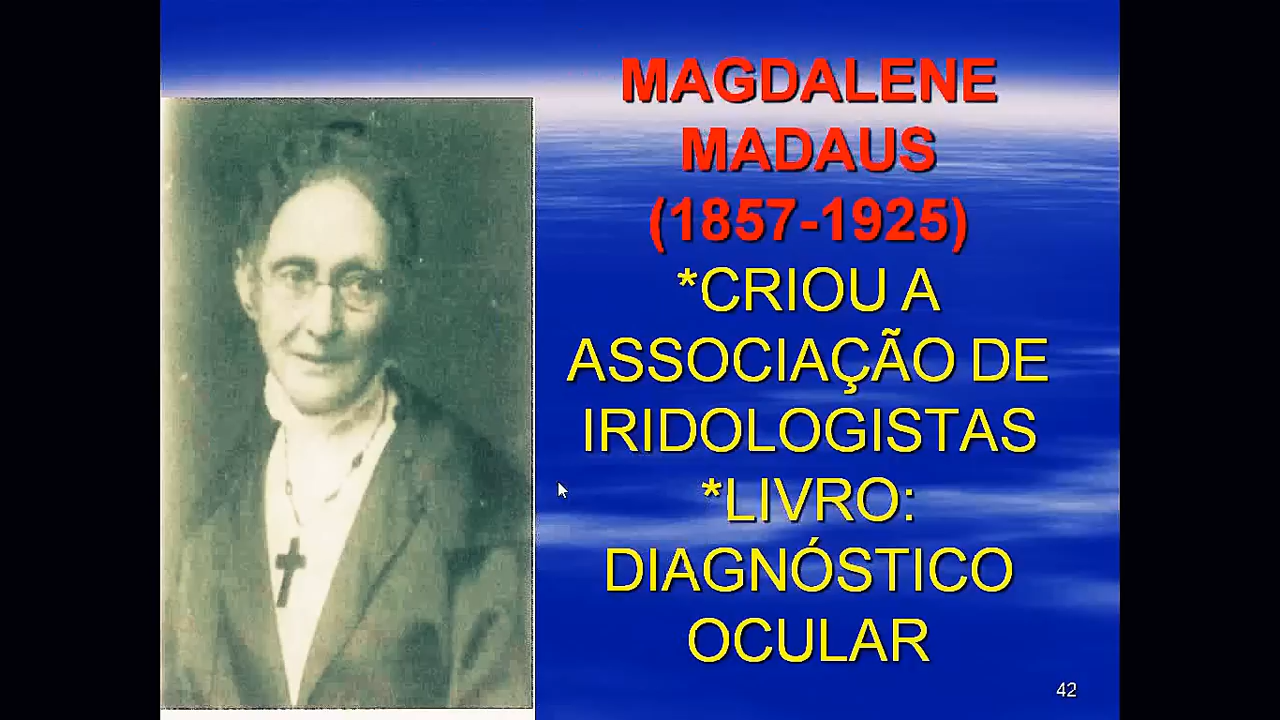 MAGDALENE
MADAUS
(1857-1925)
*CRIOU A
ASSOCIAÇÃO DE
IRIDOLOGISTAS
*LIVRO:
DIAGNÓSTICO
OCULAR
42